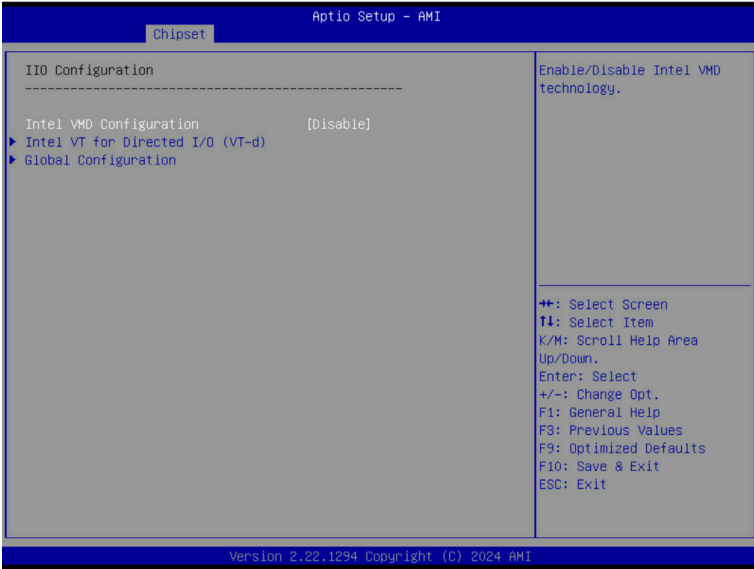 Aptio Setup – AMI
Chipset
IIO Configuration
--------------------------------------------------
Intel VMD Configuration [Disable]
Intel VT for Directed I/O (VT-d)
Global Configuration
Enable/Disable Intel VMD
technology.
→←: Select Screen
↑↓: Select Item
K/M: Scroll Help Area
Up/Down.
Enter: Select
+/-: Change Opt.
F1: General Help
F3: Previous Values
F9: Optimized Defaults
F10: Save & Exit
ESC: Exit
Version 2.22.1294 Copyright (C) 2024 AMI